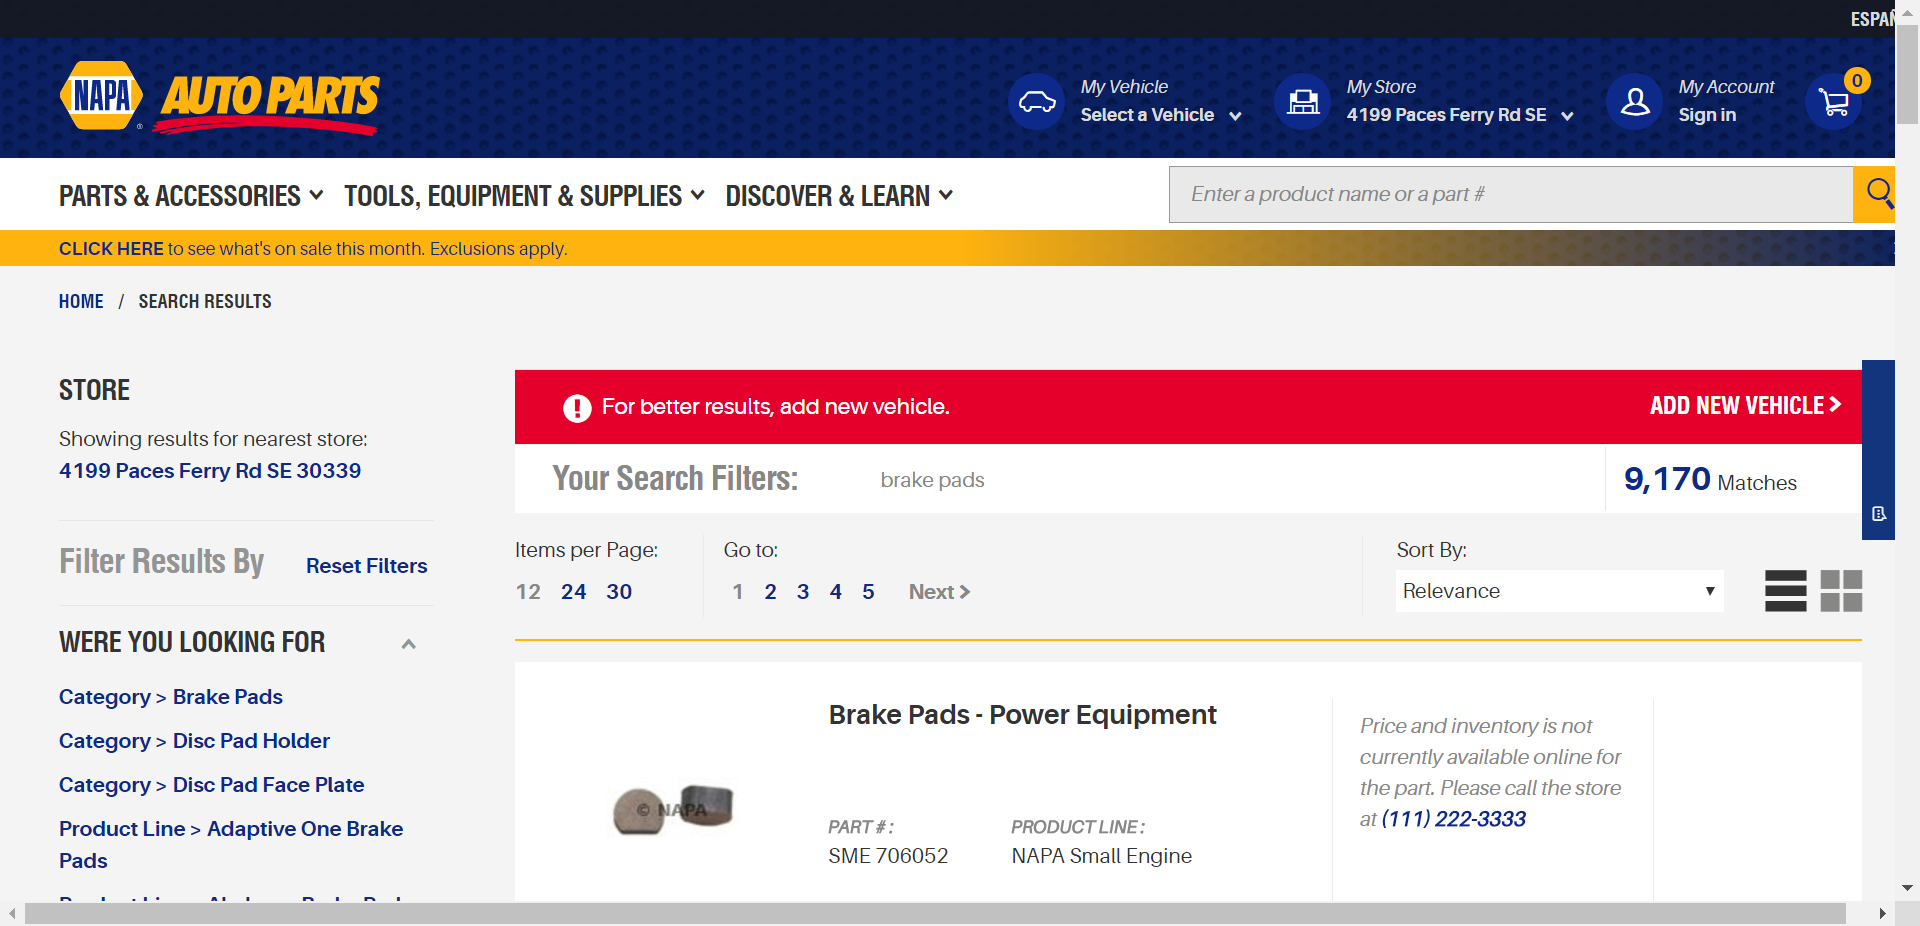 ESPAÑ
NAPA AUTO PARTS
My Vehicle
Select a Vehicle
My Store
4199 Paces Ferry Rd SE
My Account
Sign in
0
PARTS & ACCESSORIES
TOOLS, EQUIPMENT & SUPPLIES
DISCOVER & LEARN
Enter a product name or a part #
CLICK HERE to see what's on sale this month. Exclusions apply.
HOME / SEARCH RESULTS
STORE
Showing results for nearest store:
4199 Paces Ferry Rd SE 30339
Filter Results By
Reset Filters
WERE YOU LOOKING FOR
Category > Brake Pads
Category > Disc Pad Holder
Category > Disc Pad Face Plate
Product Line > Adaptive One Brake
Pads
For better results, add new vehicle.
ADD NEW VEHICLE >
Your Search Filters:
brake pads
9,170 Matches
Items per Page:
12 24 30
Go to:
1 2 3 4 5 Next >
Sort By:
Relevance
© NAPA
Brake Pads - Power Equipment
PART # :
SME 706052
PRODUCT LINE :
NAPA Small Engine
Price and inventory is not
currently available online for
the part. Please call the store
at (111) 222-3333